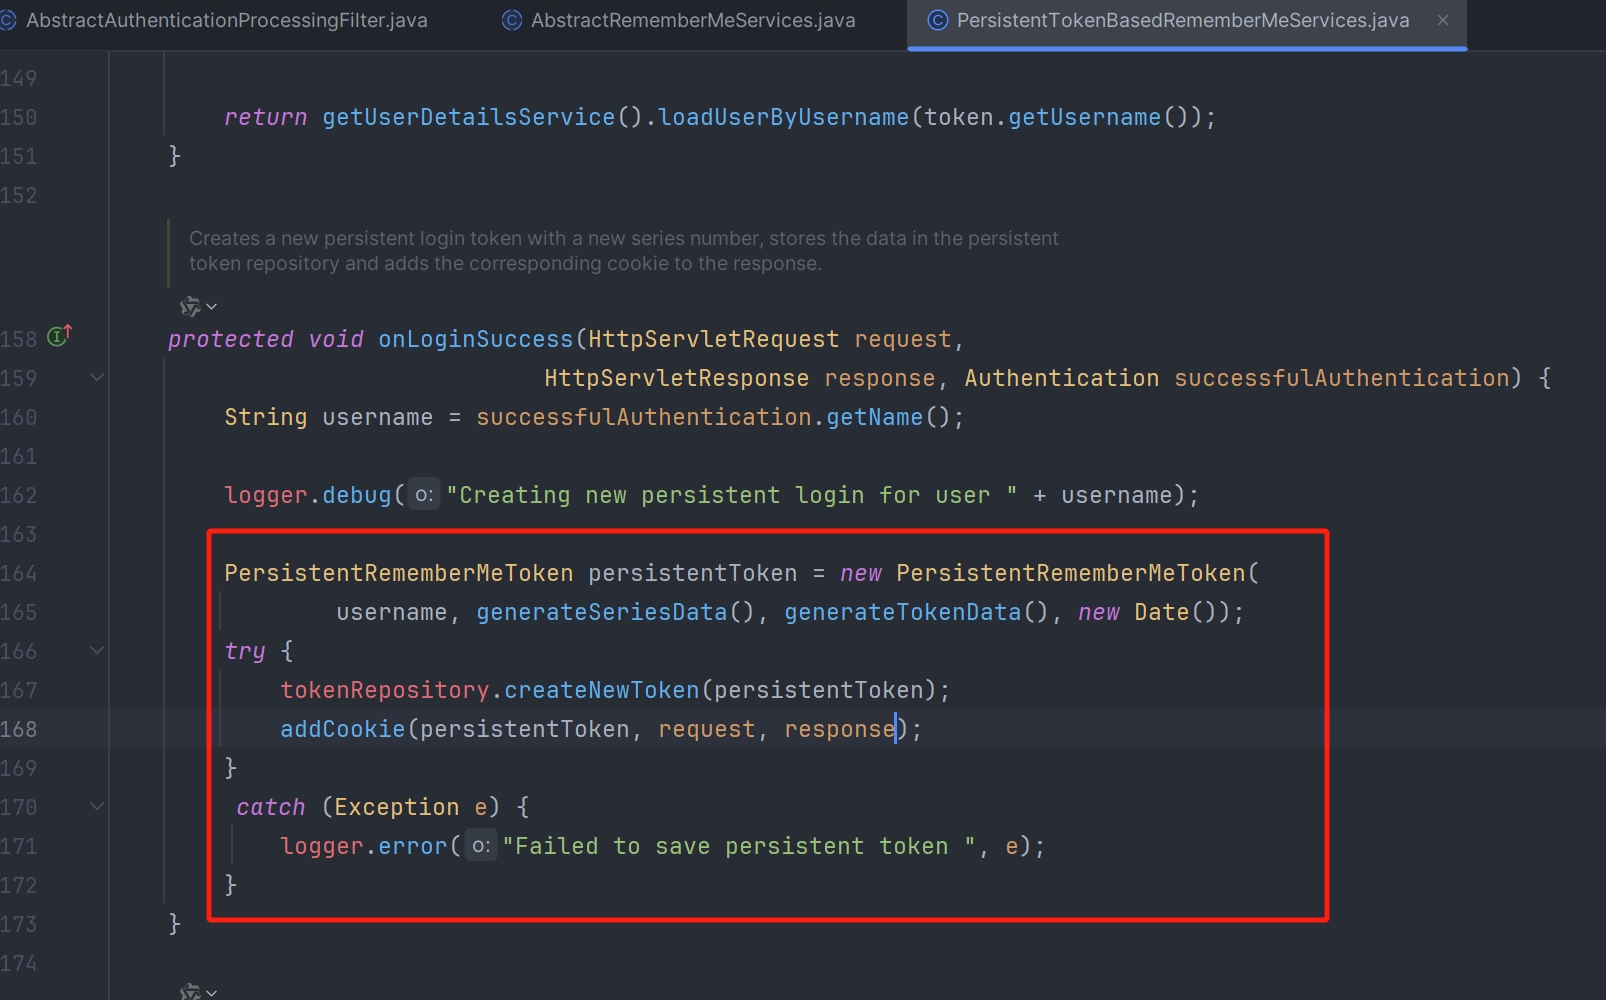 AbstractAuthenticationProcessingFilter.java AbstractRememberMeServices.java PersistentTokenBasedRememberMeServices.java
149
150 return getUserDetailsService().loadUserByUsername(token.getUsername());
151 }
152
Creates a new persistent login token with a new series number, stores the data in the persistent
token repository and adds the corresponding cookie to the response.
158 protected void onLoginSuccess(HttpServletRequest request,
159 HttpServletResponse response, Authentication successfulAuthentication) {
160 String username = successfulAuthentication.getName();
161
162 logger.debug( o: "Creating new persistent login for user " + username);
163
164 PersistentRememberMeToken persistentToken = new PersistentRememberMeToken(
165 username, generateSeriesData(), generateTokenData(), new Date());
166 try {
167 tokenRepository.createNewToken(persistentToken);
168 addCookie(persistentToken, request, response);
169 }
170 catch (Exception e) {
171 logger.error( o: "Failed to save persistent token ", e);
172 }
173 }
174